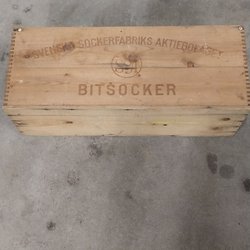 SVENSKA SOCKERFABRIKS AKTIEBOLAGET
BITSOCKER